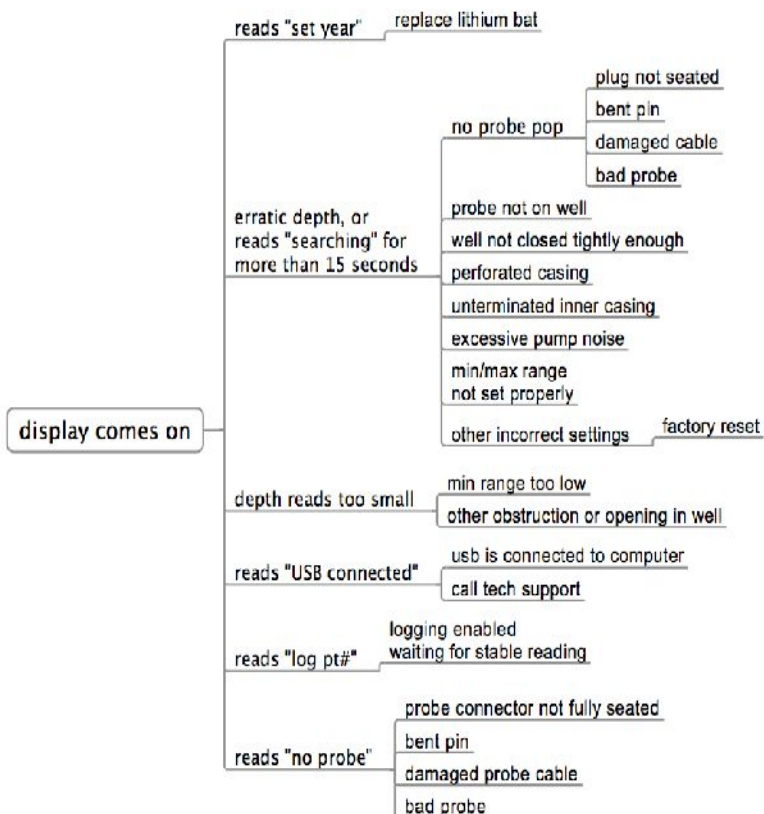 display comes on
reads "set year"
replace lithium bat
erratic depth, or
reads "searching" for
more than 15 seconds
no probe pop
plug not seated
bent pin
damaged cable
bad probe
probe not on well
well not closed tightly enough
perforated casing
unterminated inner casing
excessive pump noise
min/max range
not set properly
other incorrect settings
factory reset
depth reads too small
min range too low
other obstruction or opening in well
reads "USB connected"
usb is connected to computer
call tech support
reads "log pt#"
logging enabled
waiting for stable reading
reads "no probe"
probe connector not fully seated
bent pin
damaged probe cable
bad probe